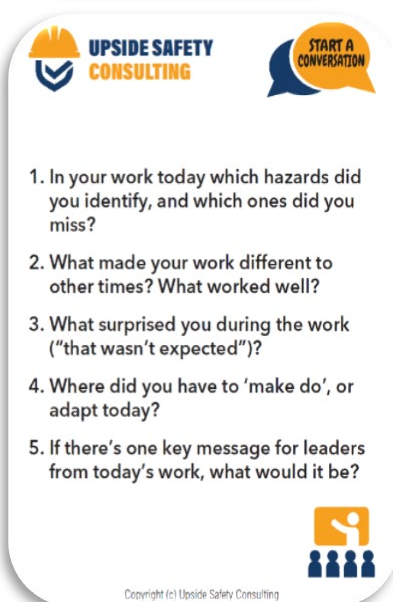 UPSIDE SAFETY
CONSULTING
START A
CONVERSATION
1. In your work today which hazards did
you identify, and which ones did you
miss?
2. What made your work different to
other times? What worked well?
3. What surprised you during the work
(“that wasn’t expected”)?
4. Where did you have to ‘make do’, or
adapt today?
5. If there’s one key message for leaders
from today’s work, what would it be?
Copyright (c) Upside Safety Consulting